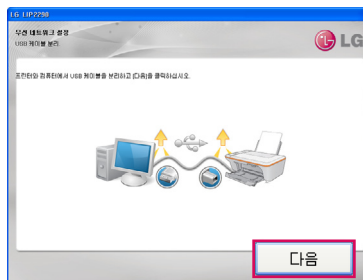 LG LIP2290
무선 네트워크 설정
USB 케이블 분리
LG
프린터와 컴퓨터에서 USB 케이블을 분리하고 [다음]을 클릭하십시오.
다음